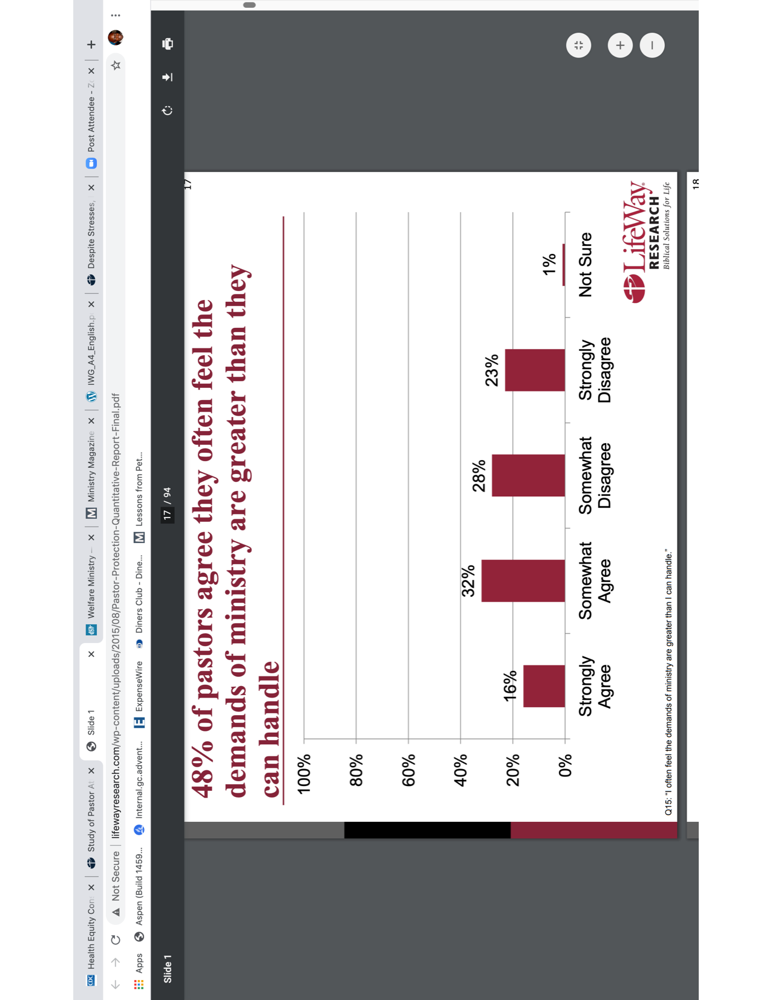 Health Equity Con
Study of Pastor At
Slide 1
Welfare Ministry –
Ministry Magazine
IWG_A4_English.p
Despite Stresses,
Post Attendee - Zo
Not Secure | lifewayresearch.com/wp-content/uploads/2015/08/Pastor-Protection-Quantitative-Report-Final.pdf
Apps
Aspen (Build 1459...
Internal.gc.advent...
ExpenseWire
Diners Club - Dine...
Lessons from Pet...
Slide 1
17 / 94
17
48% of pastors agree they often feel the
demands of ministry are greater than they
can handle
100%
80%
60%
40%
20%
0%
16%
32%
28%
23%
1%
Strongly
Agree
Somewhat
Agree
Somewhat
Disagree
Strongly
Disagree
Not Sure
LifeWay®
RESEARCH
Biblical Solutions for Life
Q15: “I often feel the demands of ministry are greater than I can handle.”
18